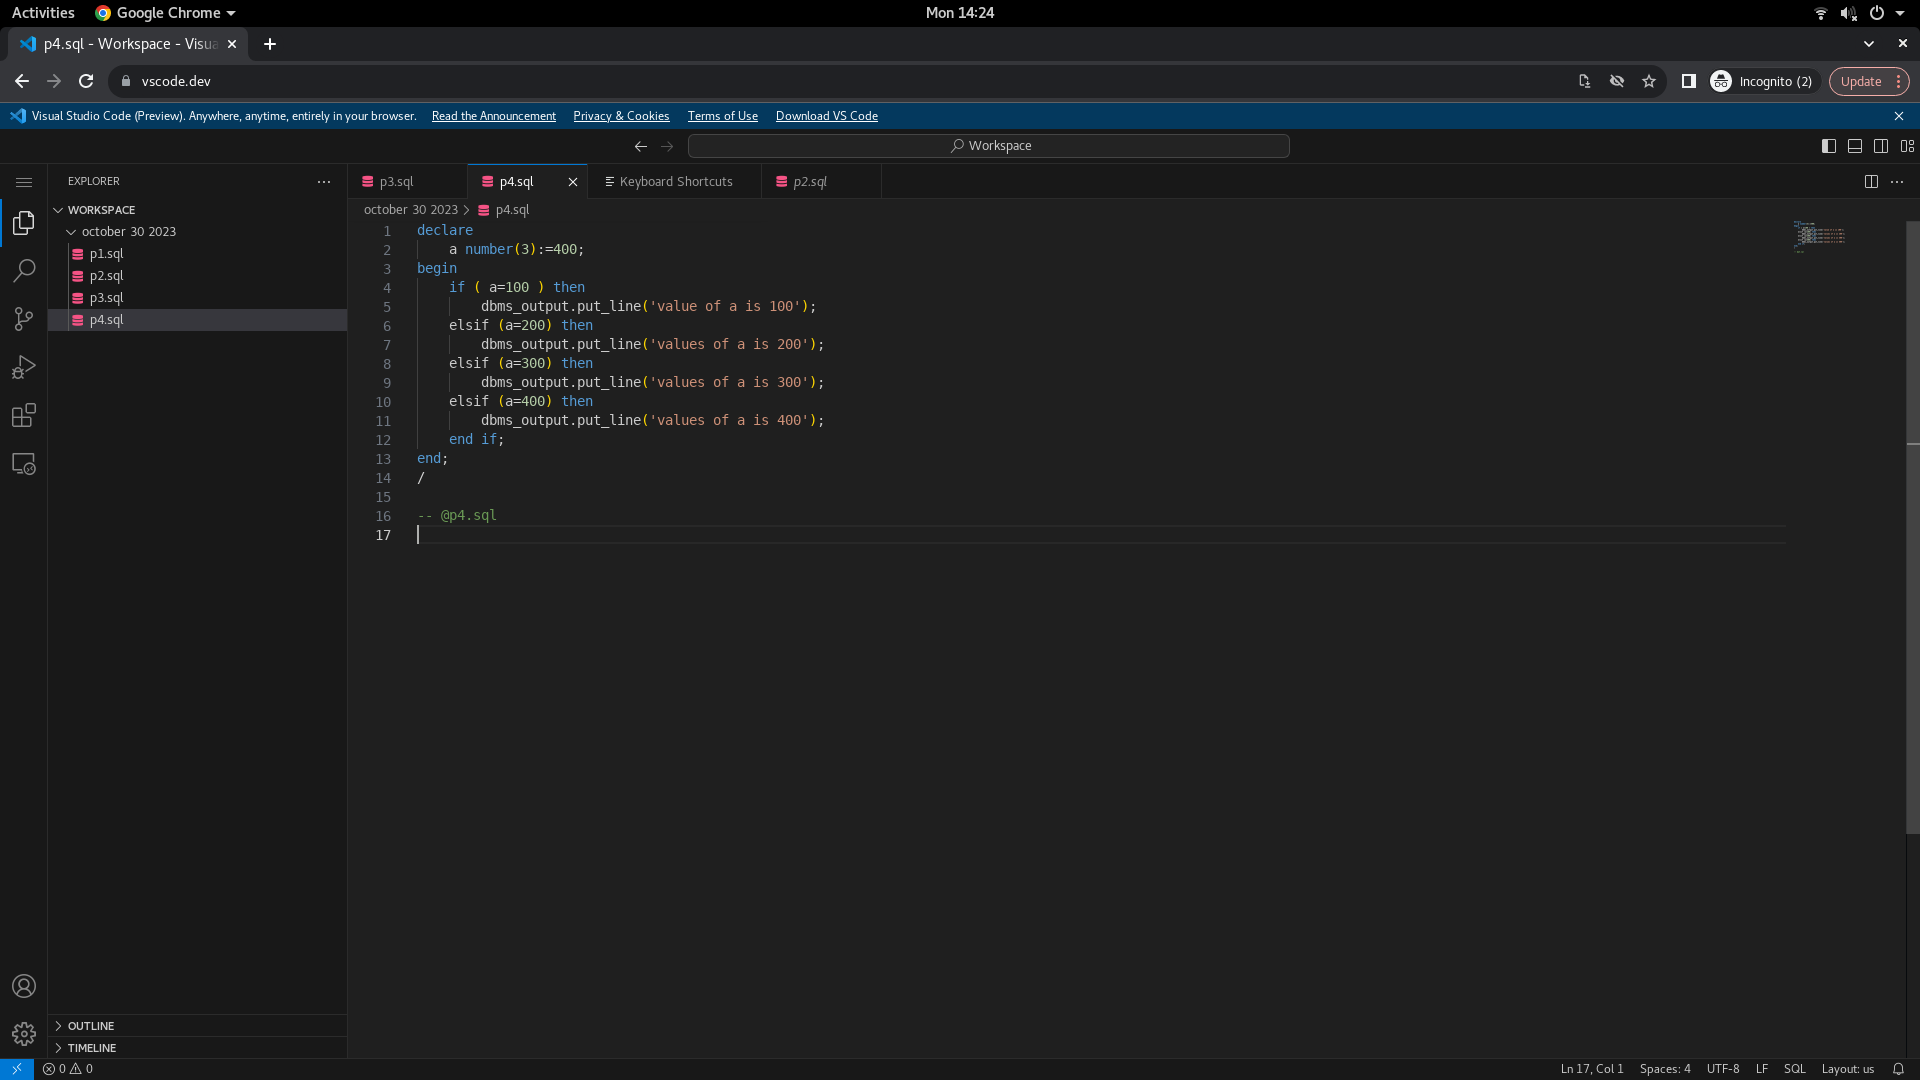 Activities Google Chrome Mon 14:24
p4.sql - Workspace - Visua
vscode.dev Incognito (2) Update
Visual Studio Code (Preview). Anywhere, anytime, entirely in your browser. Read the Announcement Privacy & Cookies Terms of Use Download VS Code
Workspace
EXPLORER
WORKSPACE
october 30 2023
p1.sql
p2.sql
p3.sql
p4.sql
OUTLINE
TIMELINE
p3.sql p4.sql Keyboard Shortcuts p2.sql
october 30 2023 > p4.sql
1 declare
2 a number(3):=400;
3 begin
4 if ( a=100 ) then
5 dbms_output.put_line('value of a is 100');
6 elsif (a=200) then
7 dbms_output.put_line('values of a is 200');
8 elsif (a=300) then
9 dbms_output.put_line('values of a is 300');
10 elsif (a=400) then
11 dbms_output.put_line('values of a is 400');
12 end if;
13 end;
14 /
15
16 -- @p4.sql
17
0 0 Ln 17, Col 1 Spaces: 4 UTF-8 LF SQL Layout: us